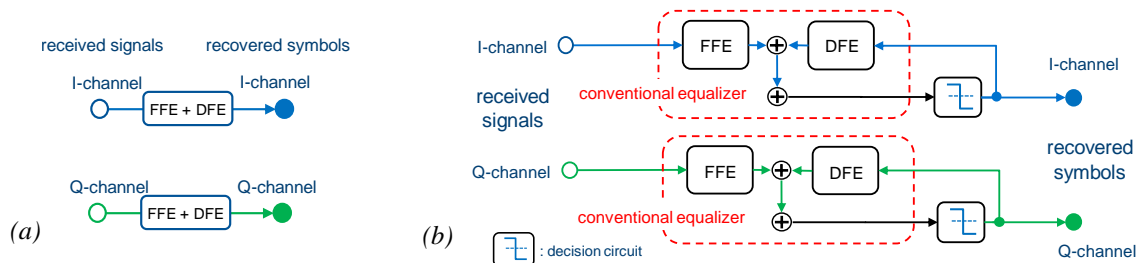 received signals
recovered symbols
I-channel
I-channel
FFE + DFE
Q-channel
Q-channel
FFE + DFE
(a)
I-channel
FFE
DFE
I-channel
received
signals
conventional equalizer
Q-channel
FFE
DFE
recovered
symbols
conventional equalizer
Q-channel
(b)
: decision circuit